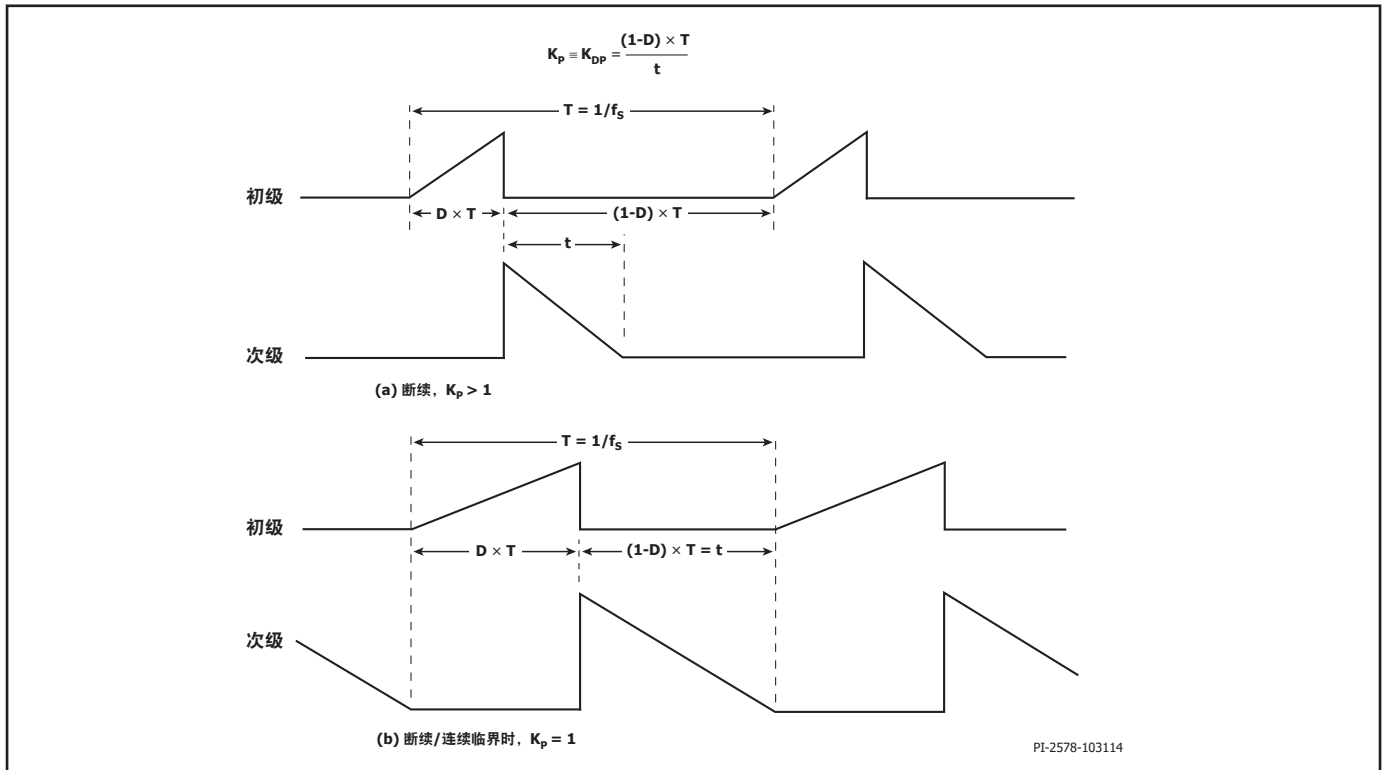 K_P ≡ K_DP = (1-D) × T / t
T = 1/f_S
初级
D × T
(1-D) × T
t
次级
(a) 断续，K_P > 1
T = 1/f_S
初级
D × T
(1-D) × T = t
次级
(b) 断续/连续临界时，K_P = 1
PI-2578-103114